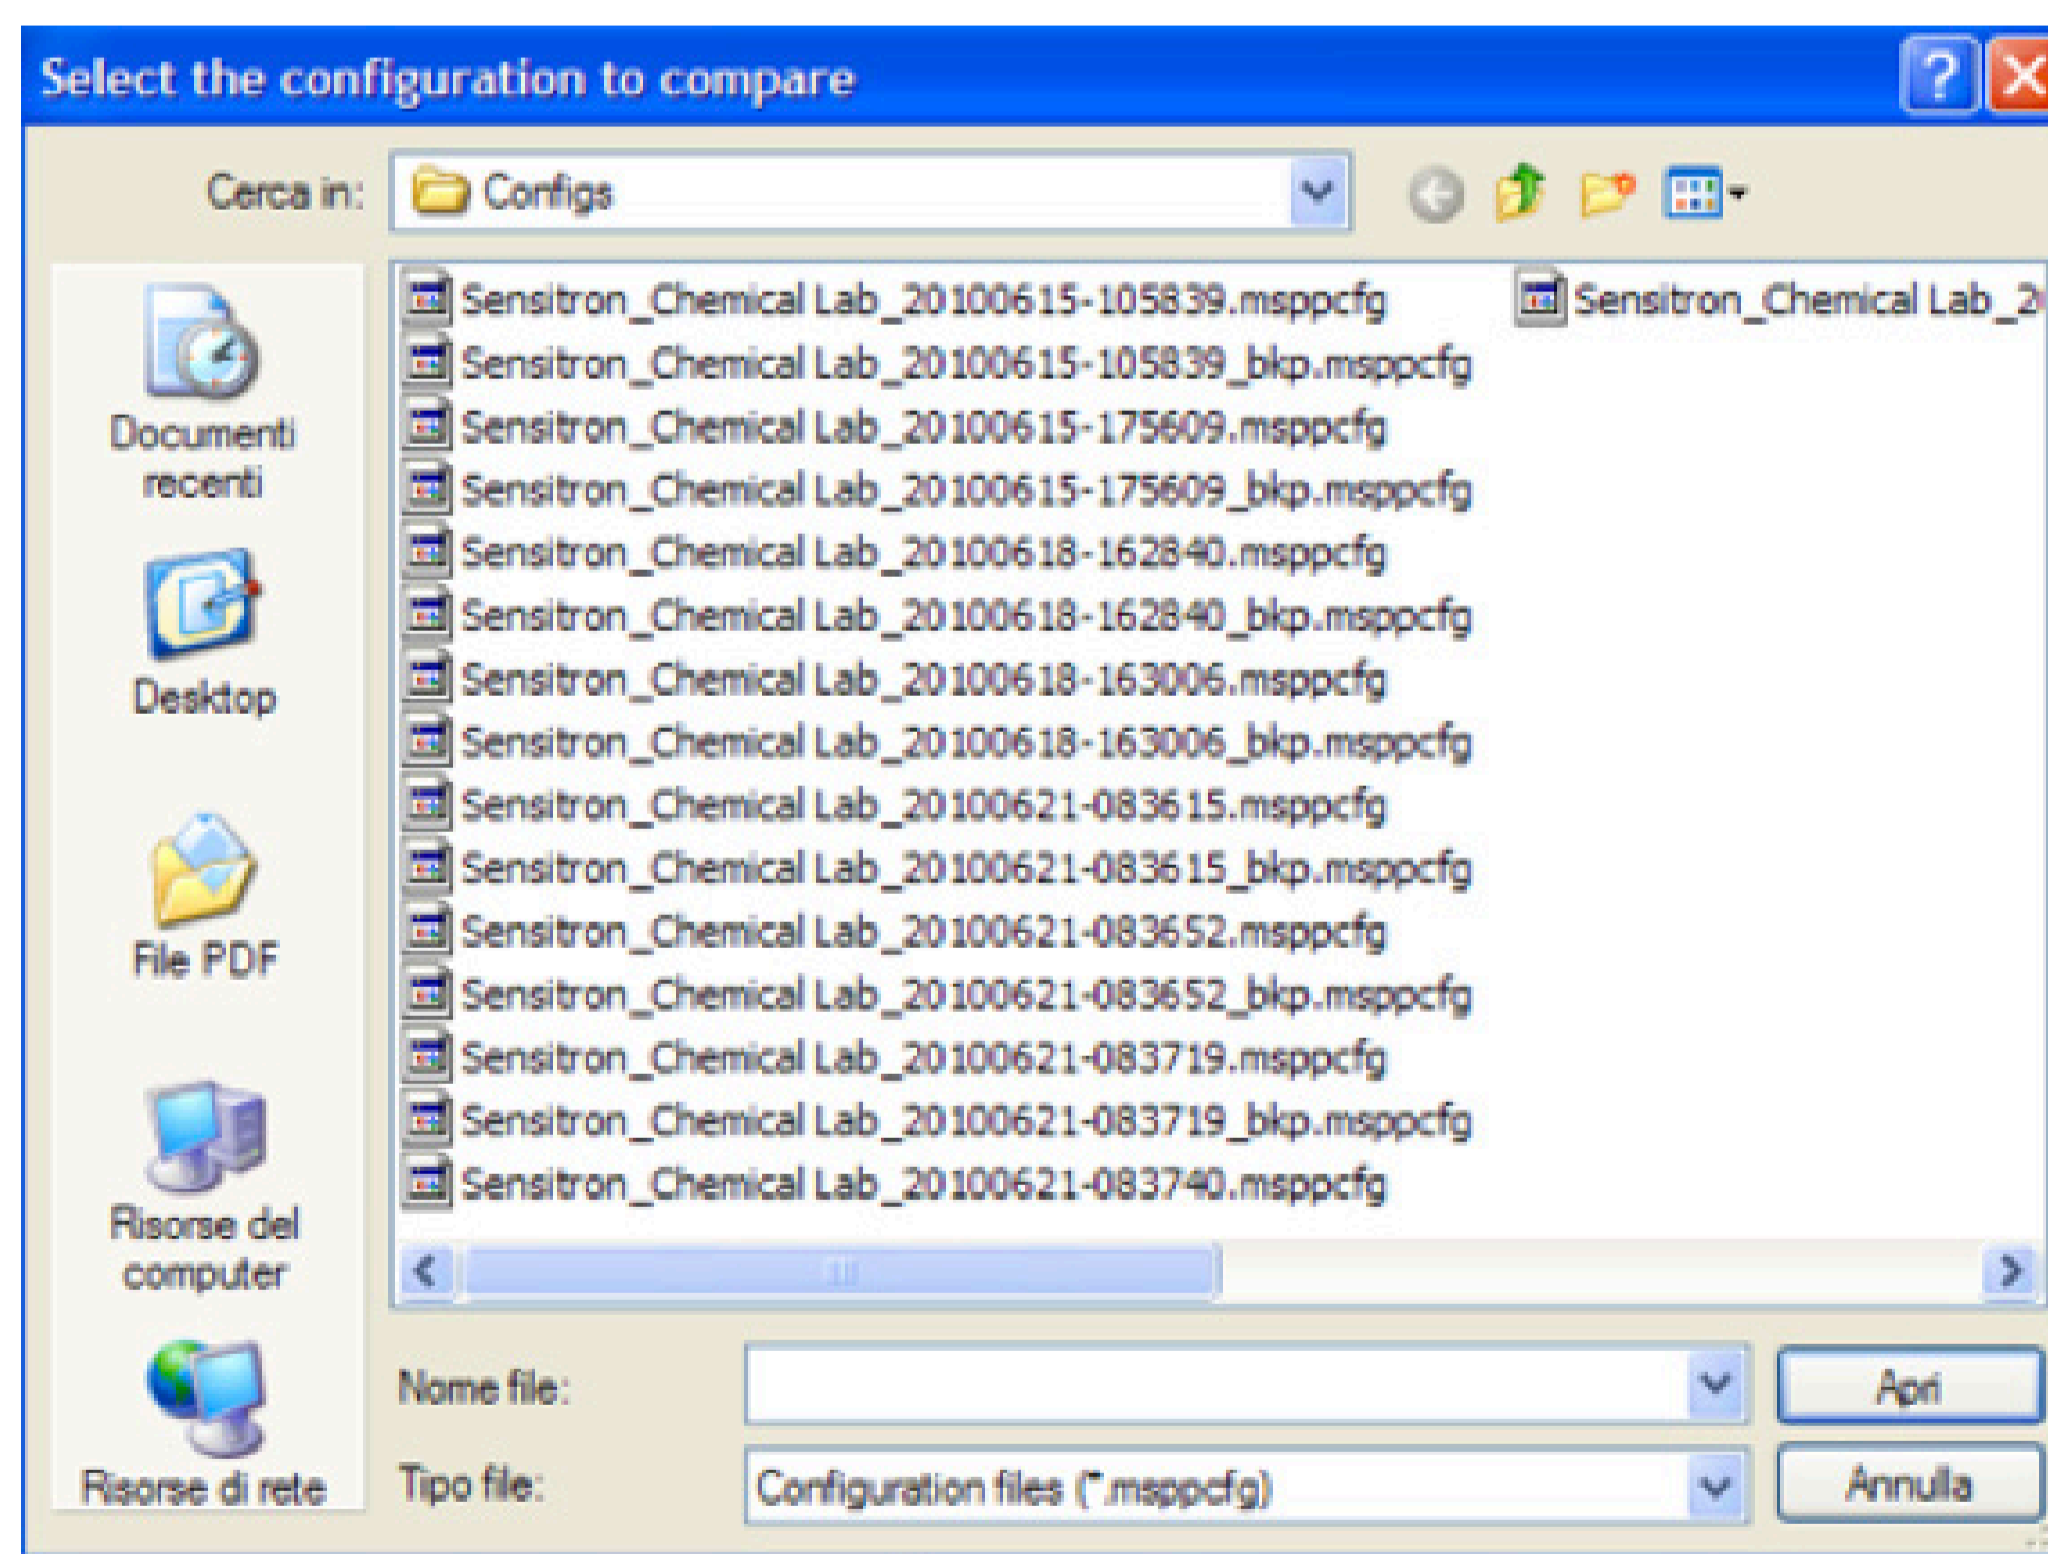 Select the configuration to compare
Cerca in:
Configs
Documenti
recenti
Desktop
File PDF
Risorse del
computer
Risorse di rete
Sensitron_Chemical Lab_20100615-105839.msppcfg
Sensitron_Chemical Lab_20100615-105839_bkp.msppcfg
Sensitron_Chemical Lab_20100615-175609.msppcfg
Sensitron_Chemical Lab_20100615-175609_bkp.msppcfg
Sensitron_Chemical Lab_20100618-162840.msppcfg
Sensitron_Chemical Lab_20100618-162840_bkp.msppcfg
Sensitron_Chemical Lab_20100618-163006.msppcfg
Sensitron_Chemical Lab_20100618-163006_bkp.msppcfg
Sensitron_Chemical Lab_20100621-083615.msppcfg
Sensitron_Chemical Lab_20100621-083615_bkp.msppcfg
Sensitron_Chemical Lab_20100621-083652.msppcfg
Sensitron_Chemical Lab_20100621-083652_bkp.msppcfg
Sensitron_Chemical Lab_20100621-083719.msppcfg
Sensitron_Chemical Lab_20100621-083719_bkp.msppcfg
Sensitron_Chemical Lab_20100621-083740.msppcfg
Sensitron_Chemical Lab_2
Nome file:
Apri
Tipo file:
Configuration files (*.msppcfg)
Annulla